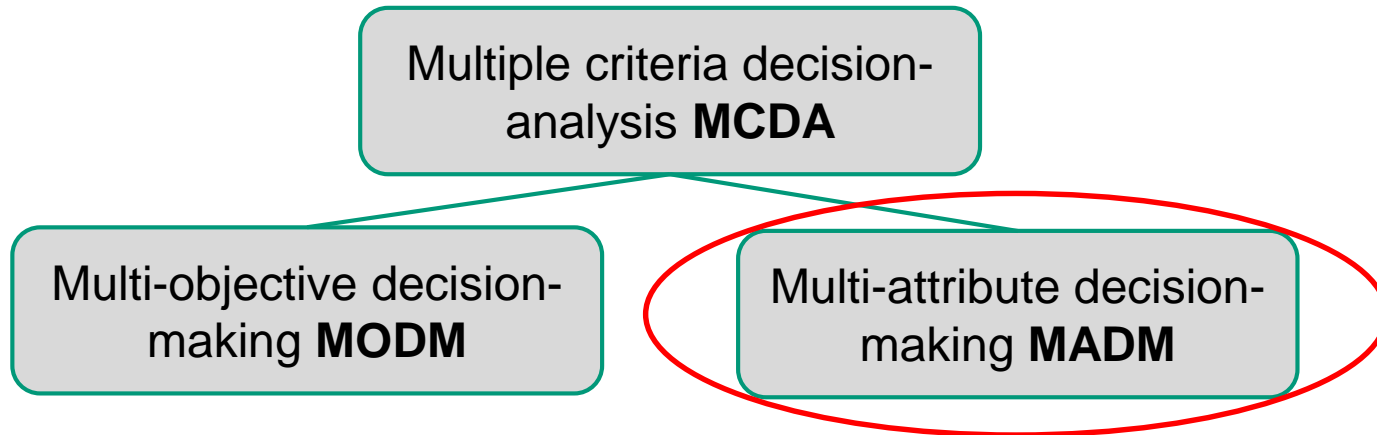 Multiple criteria decision-
analysis MCDA
Multi-objective decision-
making MODM
Multi-attribute decision-
making MADM